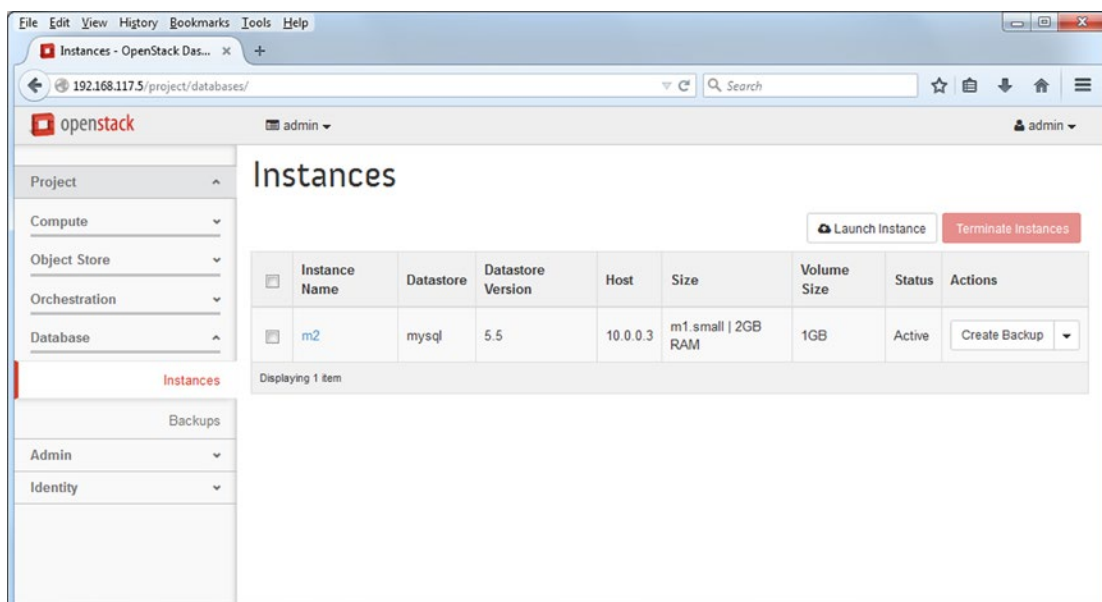 File Edit View History Bookmarks Tools Help
Instances - OpenStack Das... × +
192.168.117.5/project/databases/ Search
openstack admin admin
Project
Instances
Compute
Launch Instance Terminate Instances
Object Store
Orchestration
Database
Instances
Backups
Admin
Identity
Instance Name Datastore Datastore Version Host Size Volume Size Status Actions
m2 mysql 5.5 10.0.0.3 m1.small | 2GB RAM 1GB Active Create Backup
Displaying 1 item